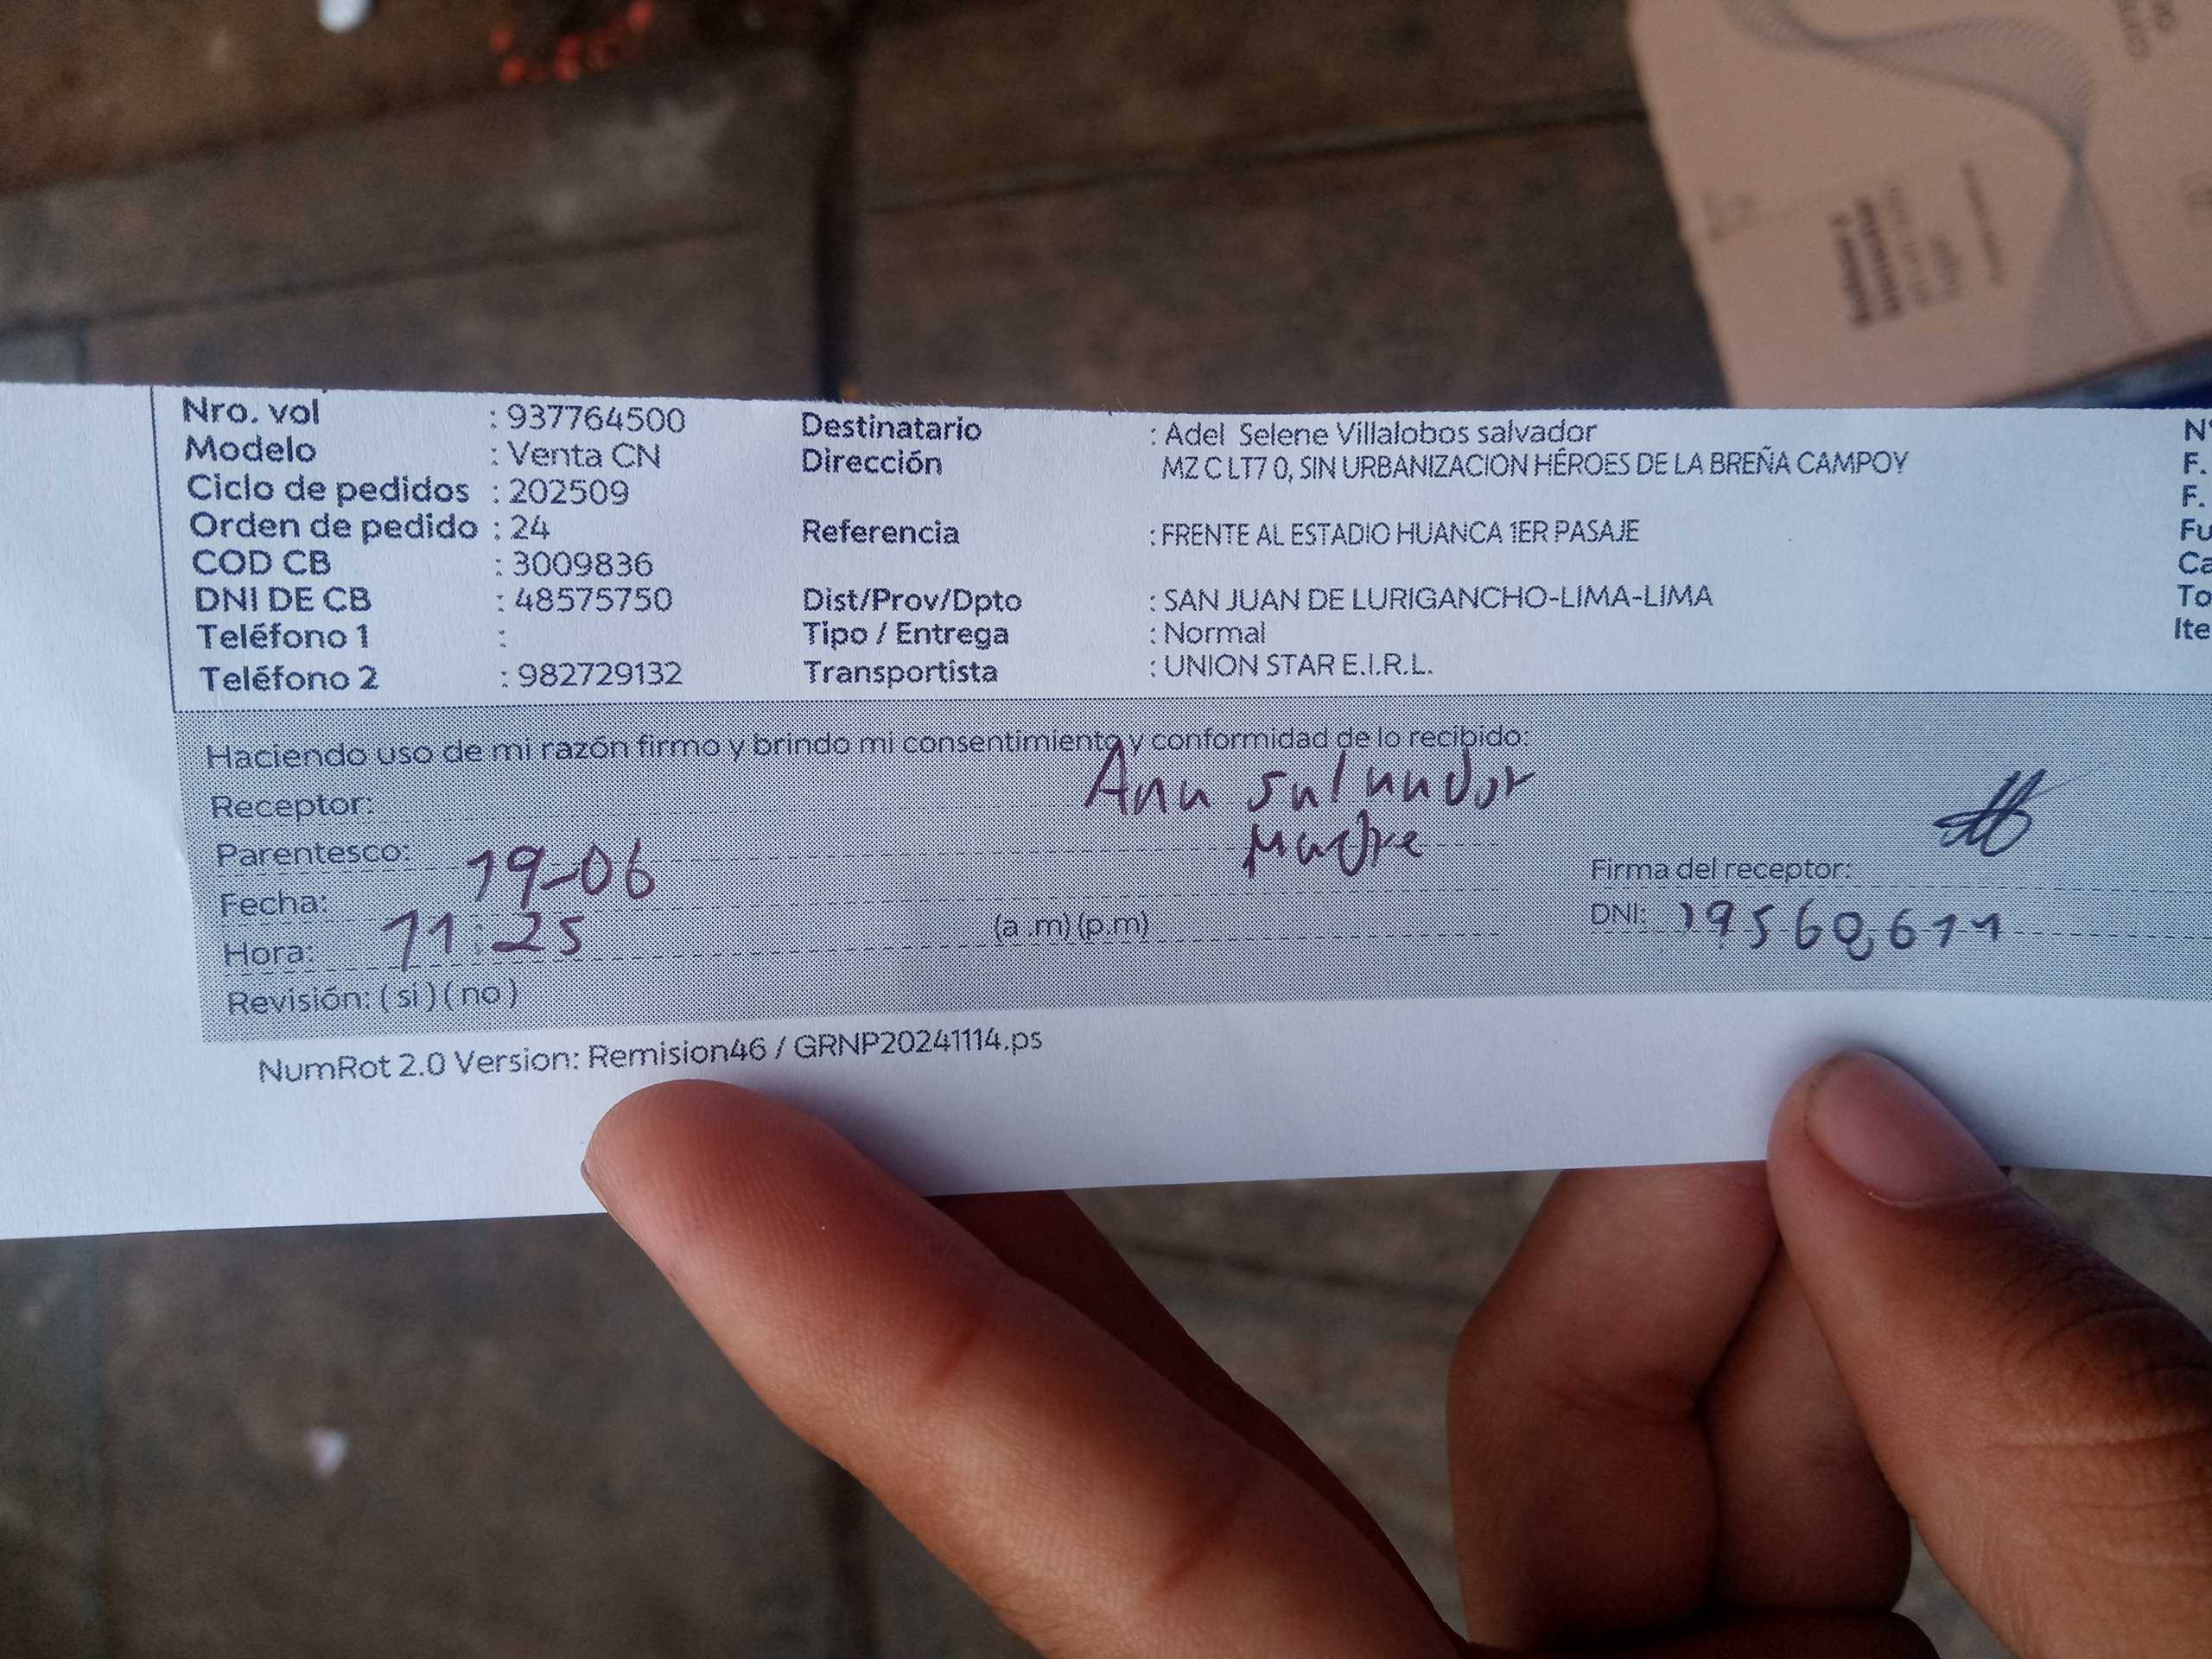 Nro. vol : 937764500
Modelo : Venta CN
Ciclo de pedidos : 202509
Orden de pedido : 24
COD CB : 3009836
DNI DE CB : 48575750
Teléfono 1 :
Teléfono 2 : 982729132
Destinatario : Adel Selene Villalobos salvador
Dirección MZ C LT7 0, SIN URBANIZACION HÉROES DE LA BREÑA CAMPOY
Referencia : FRENTE AL ESTADIO HUANCA 1ER PASAJE
Dist/Prov/Dpto : SAN JUAN DE LURIGANCHO-LIMA-LIMA
Tipo / Entrega : Normal
Transportista : UNION STAR E.I.R.L.
N°
F.
F.
Fu
Ca
To
Ite
Haciendo uso de mi razón firmo y brindo mi consentimiento y conformidad de lo recibido:
Receptor: Ana salvador
Parentesco: Madre
Fecha: 19-06
Hora: 11:25 (a .m) (p.m)
Revisión: ( si ) ( no )
Firma del receptor:
DNI: 19560611
NumRot 2.0 Version: Remision46 / GRNP20241114.ps